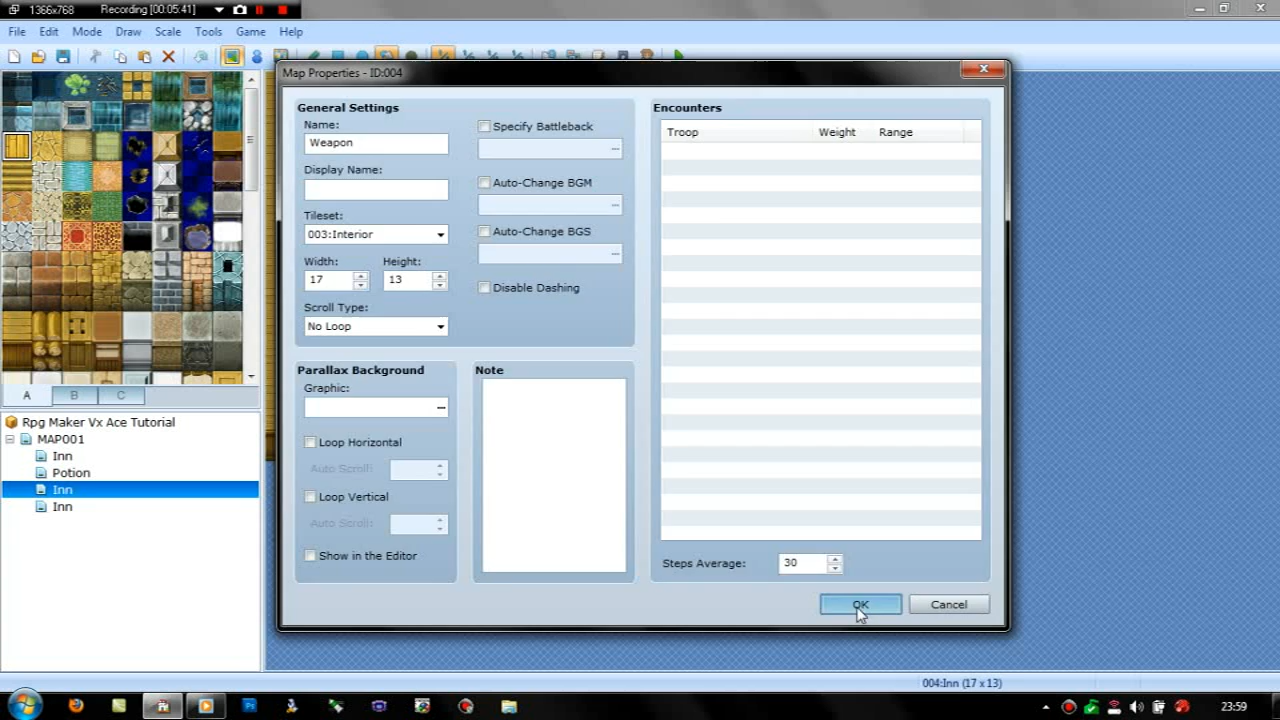 1366x768 Recording [00:05:41]
File Edit Mode Draw Scale Tools Game Help
Map Properties - ID:004
General Settings
Name:
Weapon
Display Name:
Tileset:
003:Interior
Width: Height:
17 13
Scroll Type:
No Loop
Specify Battleback
...
Auto-Change BGM
...
Auto-Change BGS
...
Disable Dashing
Parallax Background
Graphic:
...
Loop Horizontal
Auto Scroll:
Loop Vertical
Auto Scroll:
Show in the Editor
Note
Encounters
Troop Weight Range
Steps Average: 30
OK Cancel
A B C
Rpg Maker Vx Ace Tutorial
MAP001
Inn
Potion
Inn
Inn
004:Inn (17 x 13)
Ps
23:59